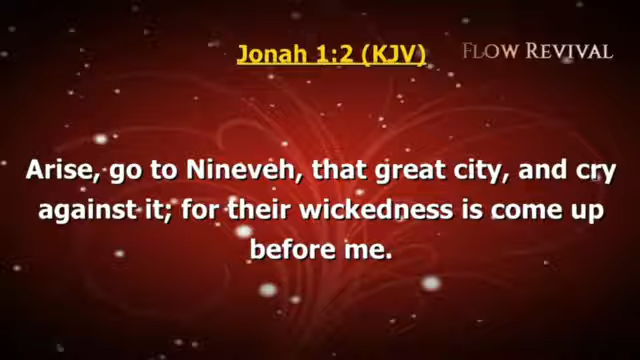 Jonah 1:2 (KJV)
FLOW REVIVAL
Arise, go to Nineveh, that great city, and cry
against it; for their wickedness is come up
before me.